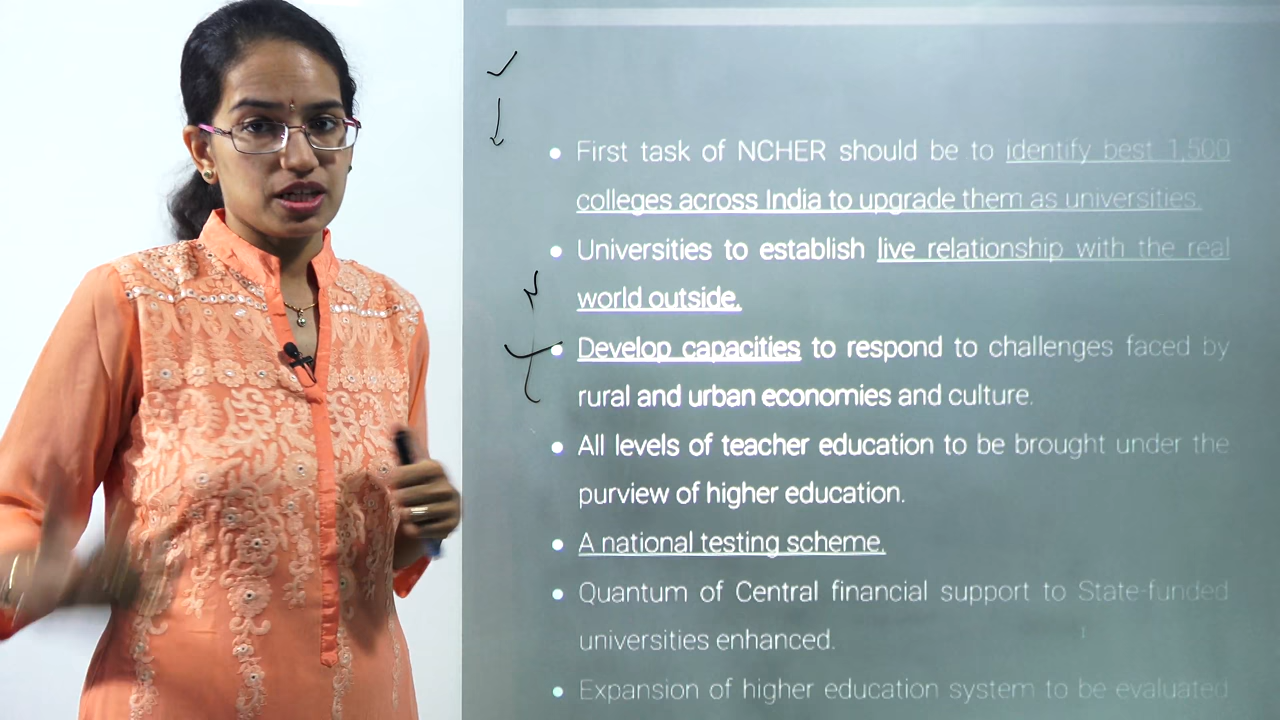 • First task of NCHER should be to identify best 1,500
colleges across India to upgrade them as universities.
• Universities to establish live relationship with the real
world outside.
• Develop capacities to respond to challenges faced by
rural and urban economies and culture.
• All levels of teacher education to be brought under the
purview of higher education.
• A national testing scheme.
• Quantum of Central financial support to State-funded
universities enhanced.
• Expansion of higher education system to be evaluated